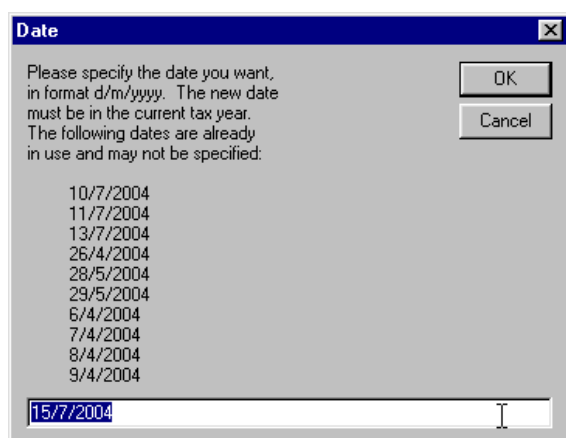 Date
Please specify the date you want,
in format d/m/yyyy. The new date
must be in the current tax year.
The following dates are already
in use and may not be specified:
OK
Cancel
10/7/2004
11/7/2004
13/7/2004
26/4/2004
28/5/2004
29/5/2004
6/4/2004
7/4/2004
8/4/2004
9/4/2004
15/7/2004